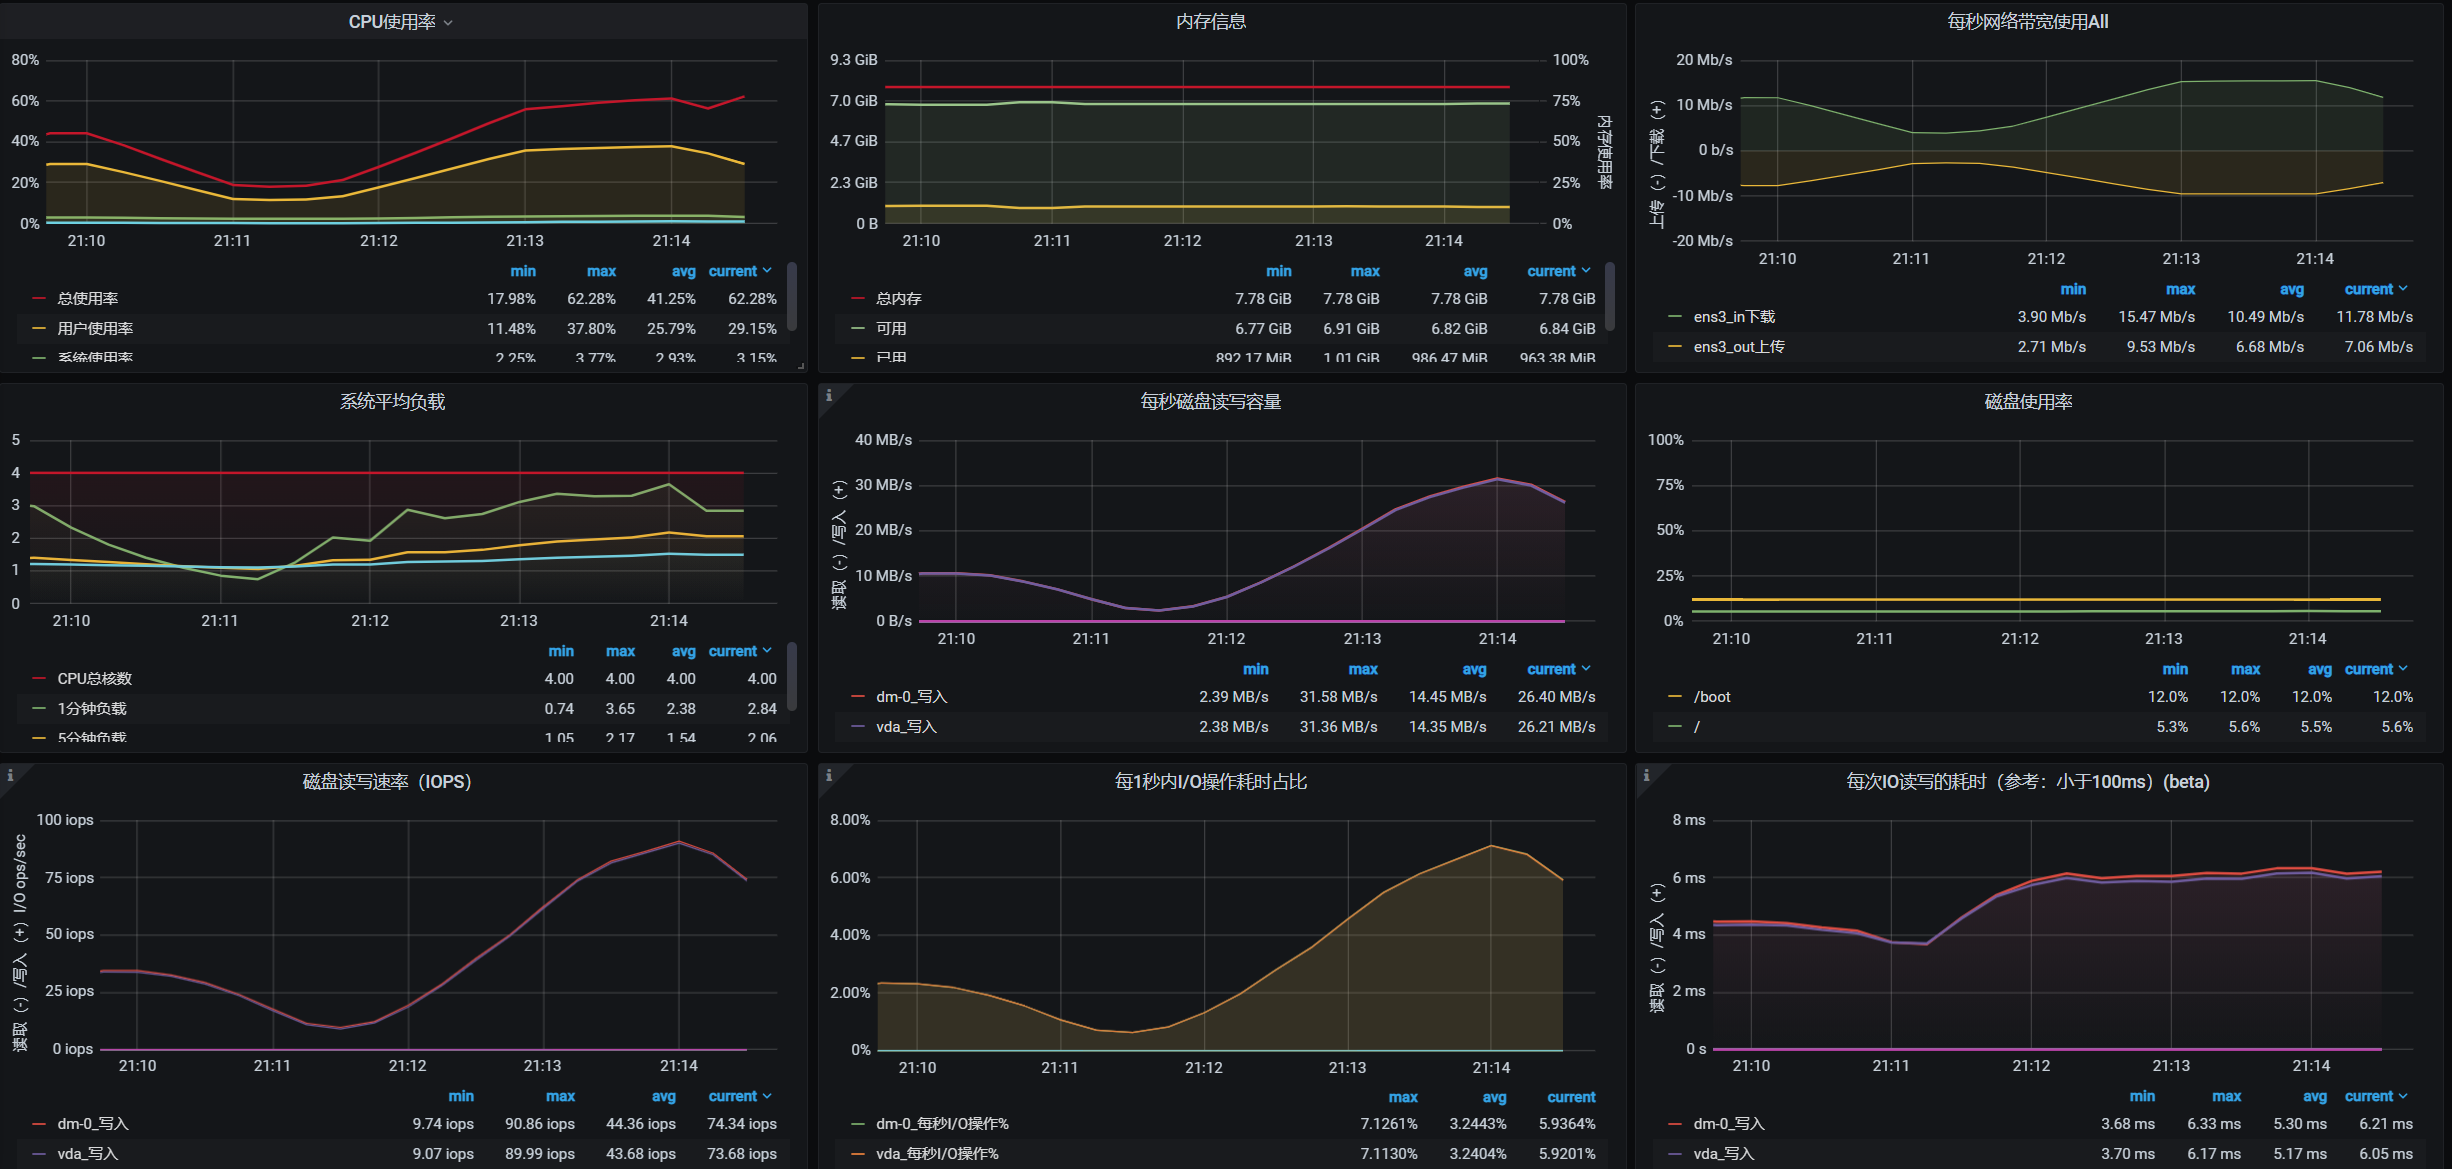 CPU使用率
80%
60%
40%
20%
0%
21:10 21:11 21:12 21:13 21:14
min max avg current
总使用率 17.98% 62.28% 41.25% 62.28%
用户使用率 11.48% 37.80% 25.79% 29.15%
系统使用率 2.25% 3.77% 2.93% 3.15%
内存信息
9.3 GiB 100%
7.0 GiB 75%
4.7 GiB 50%
2.3 GiB 25%
0 B 0%
内存使用率
21:10 21:11 21:12 21:13 21:14
min max avg current
总内存 7.78 GiB 7.78 GiB 7.78 GiB 7.78 GiB
可用 6.77 GiB 6.91 GiB 6.82 GiB 6.84 GiB
已用 892.17 MiB 1.01 GiB 986.47 MiB 963.38 MiB
每秒网络带宽使用All
上传（-）/下载（+）
20 Mb/s
10 Mb/s
0 b/s
-10 Mb/s
-20 Mb/s
21:10 21:11 21:12 21:13 21:14
min max avg current
ens3_in下载 3.90 Mb/s 15.47 Mb/s 10.49 Mb/s 11.78 Mb/s
ens3_out上传 2.71 Mb/s 9.53 Mb/s 6.68 Mb/s 7.06 Mb/s
系统平均负载
5
4
3
2
1
0
21:10 21:11 21:12 21:13 21:14
min max avg current
CPU总核数 4.00 4.00 4.00 4.00
1分钟负载 0.74 3.65 2.38 2.84
5分钟负载 1.05 2.17 1.54 2.06
i
每秒磁盘读写容量
读取（-）/写入（+）
40 MB/s
30 MB/s
20 MB/s
10 MB/s
0 B/s
21:10 21:11 21:12 21:13 21:14
min max avg current
dm-0_写入 2.39 MB/s 31.58 MB/s 14.45 MB/s 26.40 MB/s
vda_写入 2.38 MB/s 31.36 MB/s 14.35 MB/s 26.21 MB/s
磁盘使用率
100%
75%
50%
25%
0%
21:10 21:11 21:12 21:13 21:14
min max avg current
/boot 12.0% 12.0% 12.0% 12.0%
/ 5.3% 5.6% 5.5% 5.6%
i
磁盘读写速率（IOPS）
读取（-）/写入（+）I/O ops/sec
100 iops
75 iops
50 iops
25 iops
0 iops
21:10 21:11 21:12 21:13 21:14
min max avg current
dm-0_写入 9.74 iops 90.86 iops 44.36 iops 74.34 iops
vda_写入 9.07 iops 89.99 iops 43.68 iops 73.68 iops
i
每1秒内I/O操作耗时占比
8.00%
6.00%
4.00%
2.00%
0%
21:10 21:11 21:12 21:13 21:14
max avg current
dm-0_每秒I/O操作% 7.1261% 3.2443% 5.9364%
vda_每秒I/O操作% 7.1130% 3.2404% 5.9201%
i
每次IO读写的耗时（参考：小于100ms）(beta)
读取（-）/写入（+）
8 ms
6 ms
4 ms
2 ms
0 s
21:10 21:11 21:12 21:13 21:14
min max avg current
dm-0_写入 3.68 ms 6.33 ms 5.30 ms 6.21 ms
vda_写入 3.70 ms 6.17 ms 5.17 ms 6.05 ms